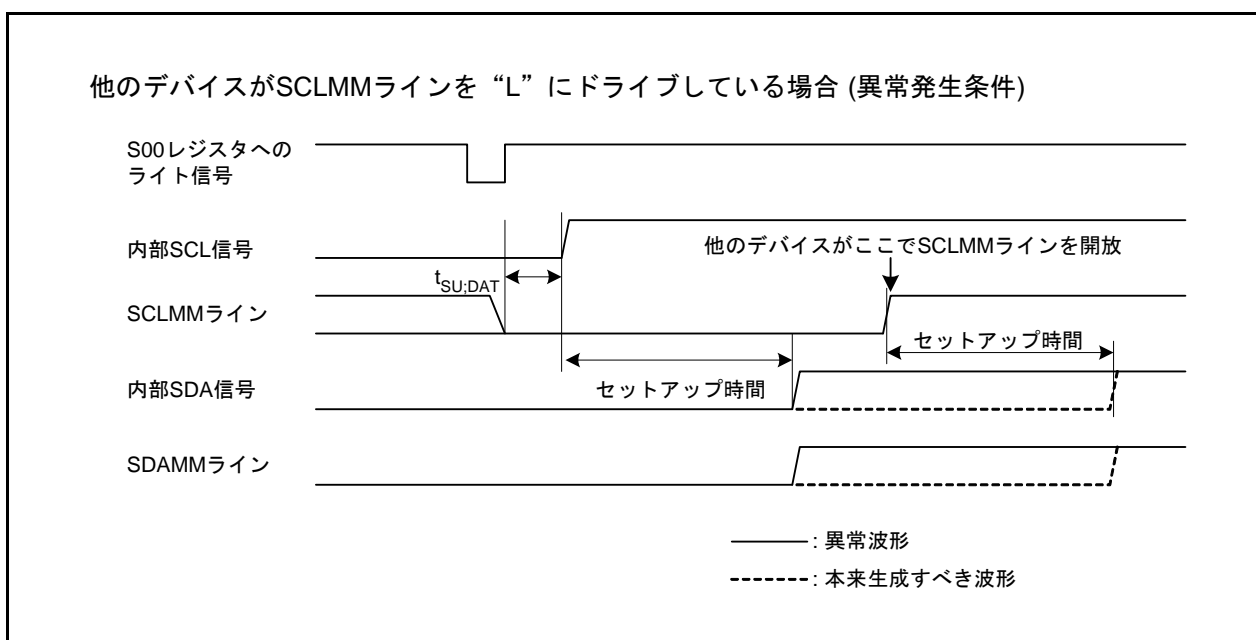 他のデバイスがSCLMMラインを“L”にドライブしている場合 (異常発生条件)
S00レジスタへの
ライト信号
内部SCL信号
他のデバイスがここでSCLMMラインを開放
tSU;DAT
SCLMMライン
セットアップ時間
セットアップ時間
内部SDA信号
SDAMMライン
: 異常波形
: 本来生成すべき波形